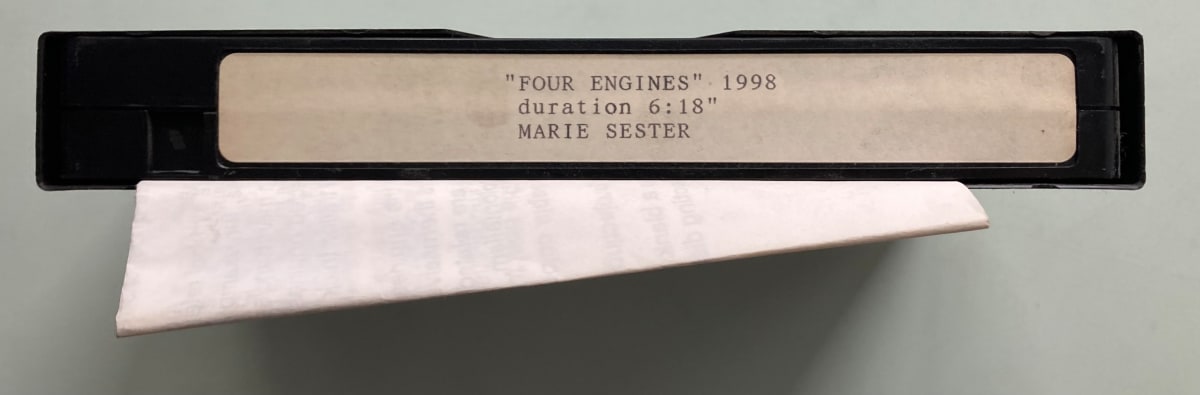 "FOUR ENGINES" 1998
duration 6:18"
MARIE SESTER